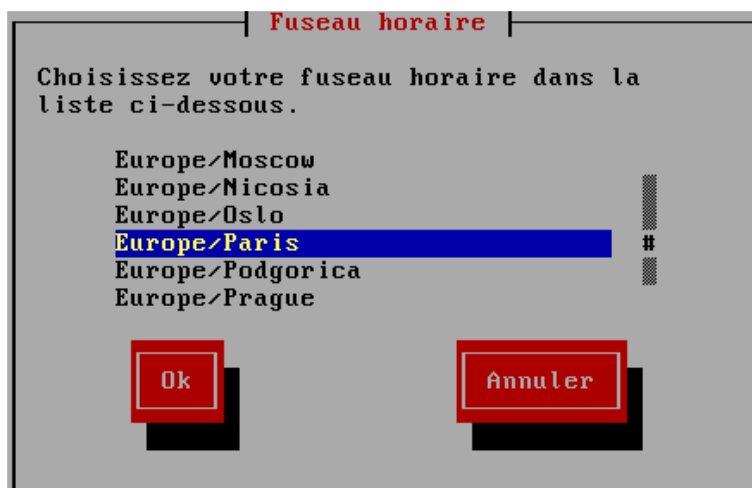 Fuseau horaire
Choisissez votre fuseau horaire dans la
liste ci-dessous.
Europe/Moscow
Europe/Nicosia
Europe/Oslo
Europe/Paris #
Europe/Podgorica
Europe/Prague
Ok Annuler